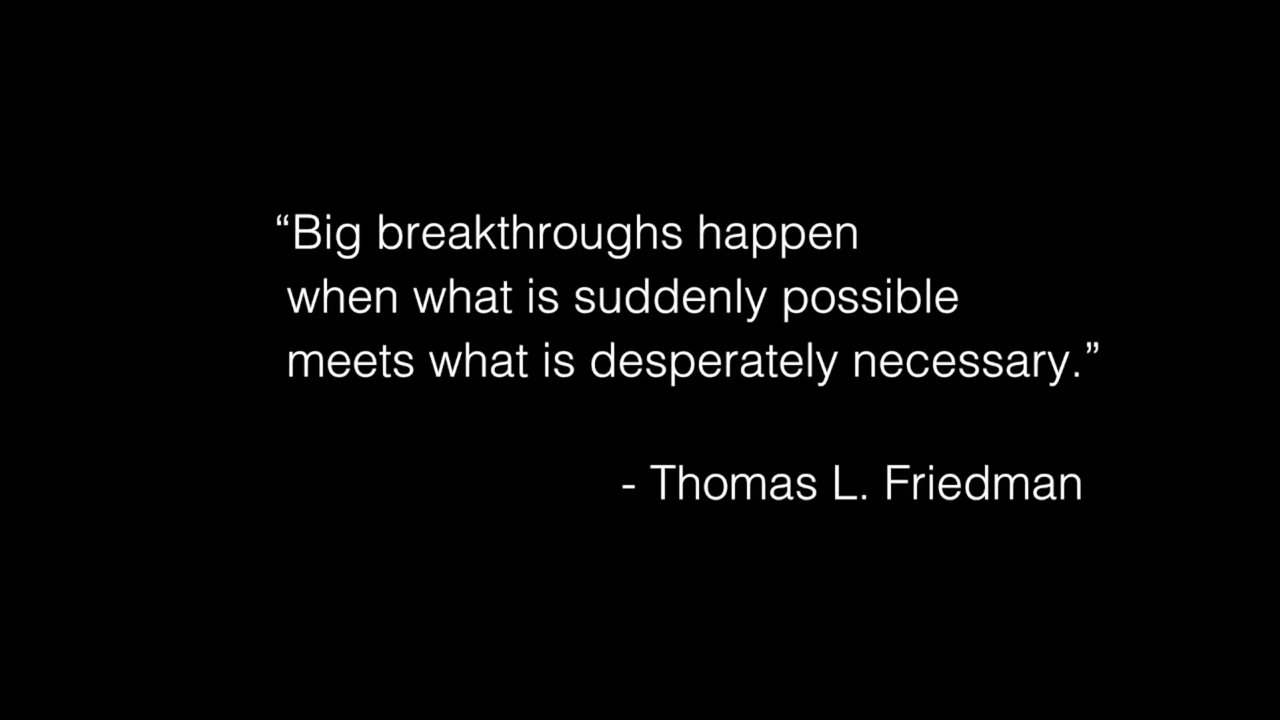 “Big breakthroughs happen
when what is suddenly possible
meets what is desperately necessary.”
- Thomas L. Friedman